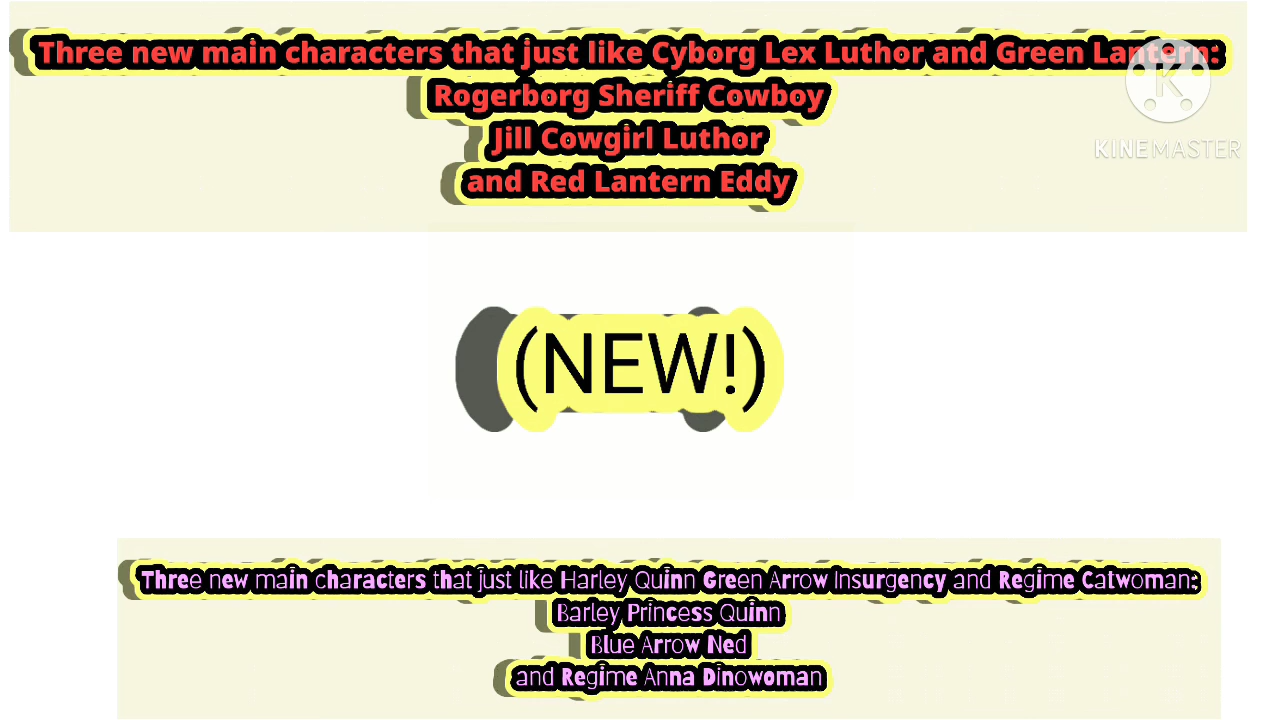 Three new main characters that just like Cyborg Lex Luthor and Green Lantern:
Rogerborg Sheriff Cowboy
Jill Cowgirl Luthor
and Red Lantern Eddy
K
KINEMASTER
(NEW!)
Three new main characters that just like Harley Quinn Green Arrow Insurgency and Regime Catwoman:
Barley Princess Quinn
Blue Arrow Ned
and Regime Anna Dinowoman